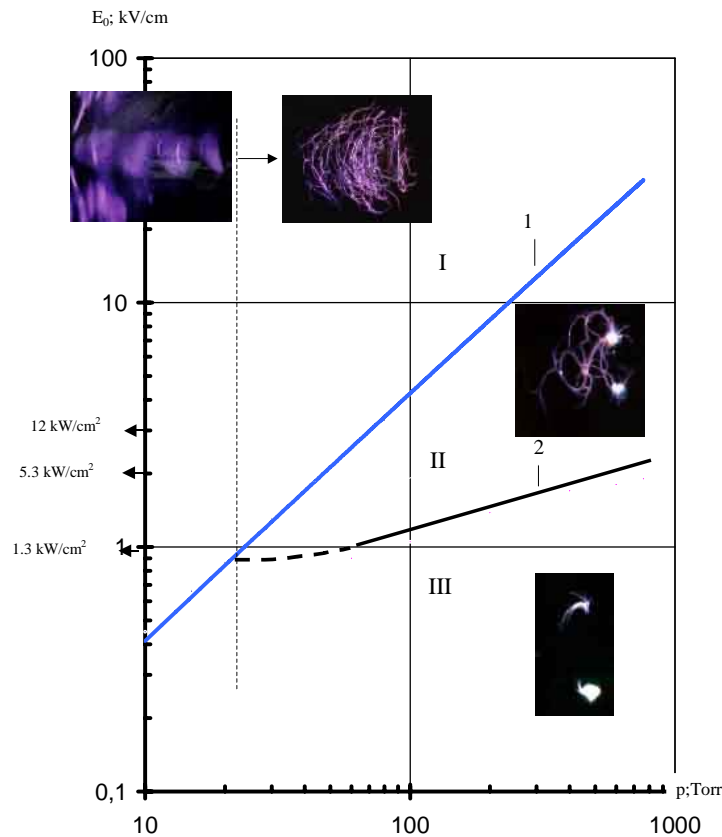 E₀; kV/cm
100
1
I
10
12 kW/cm²
II
5.3 kW/cm²
2
1.3 kW/cm²
1
III
0,1
p;Torr
10
100
1000